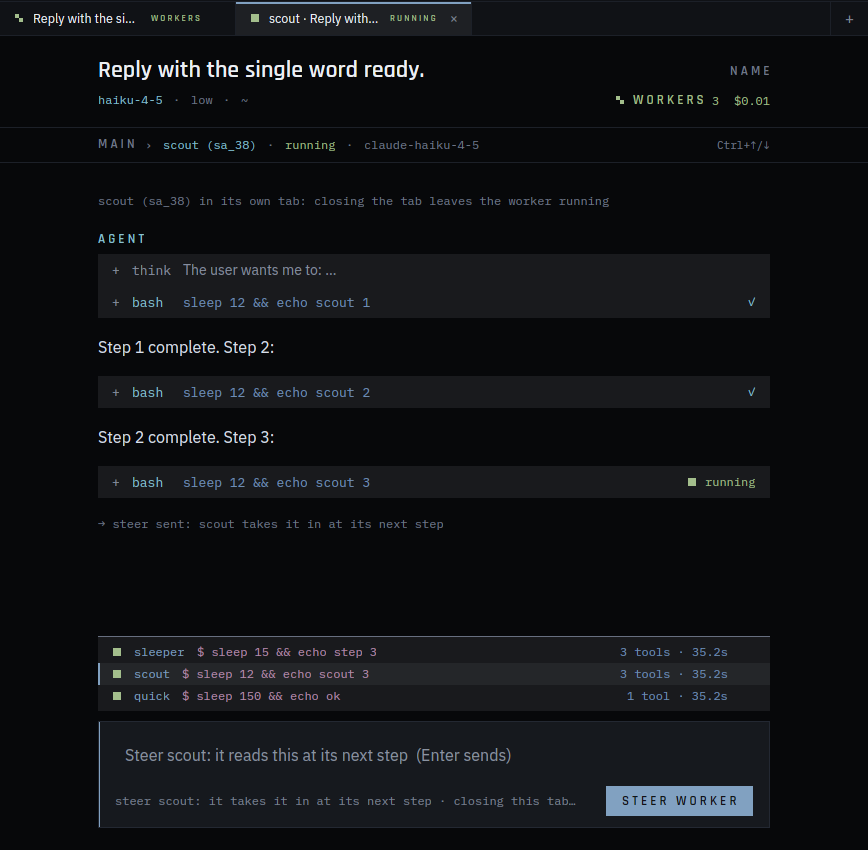 Reply with the si... WORKERS
scout · Reply with... RUNNING ×
+
Reply with the single word ready.
NAME
haiku-4-5 · low · ~
WORKERS 3 $0.01
MAIN › scout (sa_38) · running · claude-haiku-4-5
Ctrl+↑/↓
scout (sa_38) in its own tab: closing the tab leaves the worker running
AGENT
+ think The user wants me to: ...
+ bash sleep 12 && echo scout 1 √
Step 1 complete. Step 2:
+ bash sleep 12 && echo scout 2 √
Step 2 complete. Step 3:
+ bash sleep 12 && echo scout 3 running
→ steer sent: scout takes it in at its next step
sleeper $ sleep 15 && echo step 3 3 tools · 35.2s
scout $ sleep 12 && echo scout 3 3 tools · 35.2s
quick $ sleep 150 && echo ok 1 tool · 35.2s
Steer scout: it reads this at its next step (Enter sends)
steer scout: it takes it in at its next step · closing this tab…
STEER WORKER